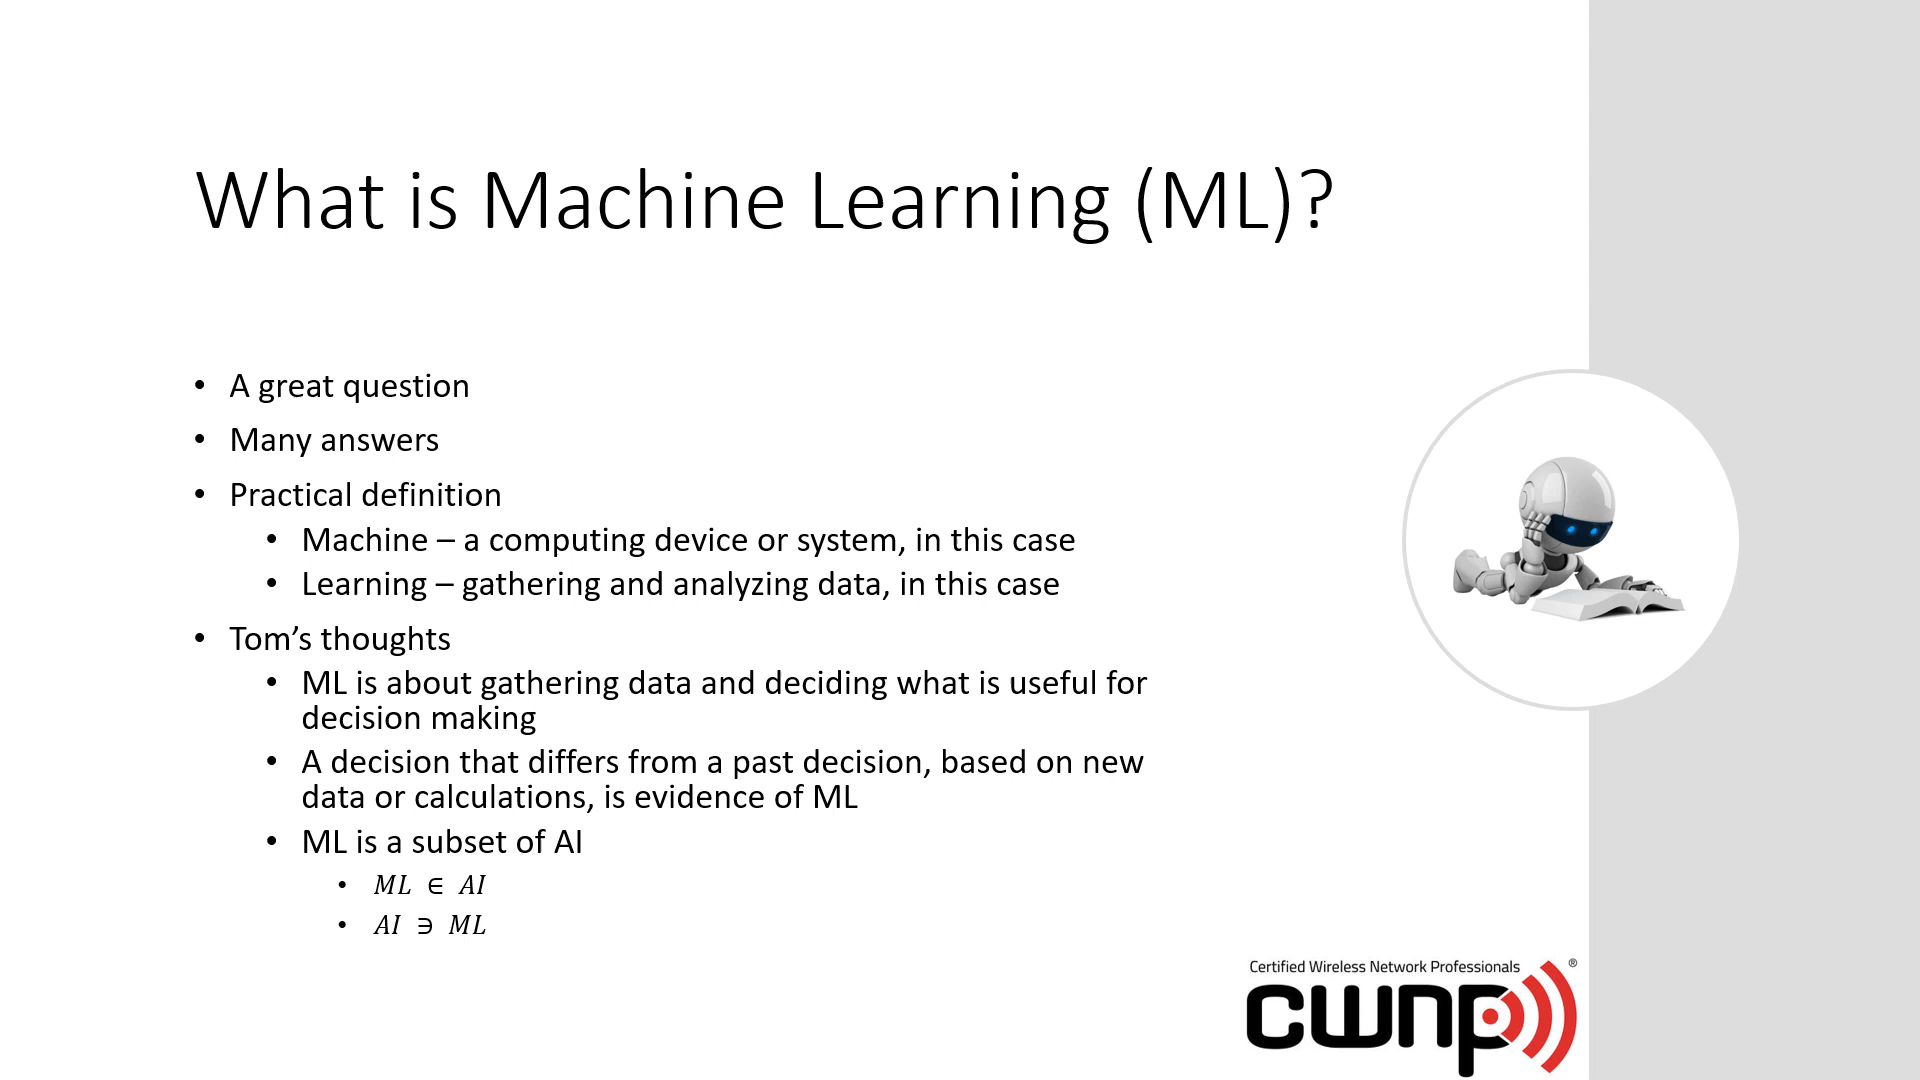 What is Machine Learning (ML)?
• A great question
• Many answers
• Practical definition
• Machine – a computing device or system, in this case
• Learning – gathering and analyzing data, in this case
• Tom’s thoughts
• ML is about gathering data and deciding what is useful for
decision making
• A decision that differs from a past decision, based on new
data or calculations, is evidence of ML
• ML is a subset of AI
• ML ∈ AI
• AI ∋ ML
Certified Wireless Network Professionals ®
cwnp